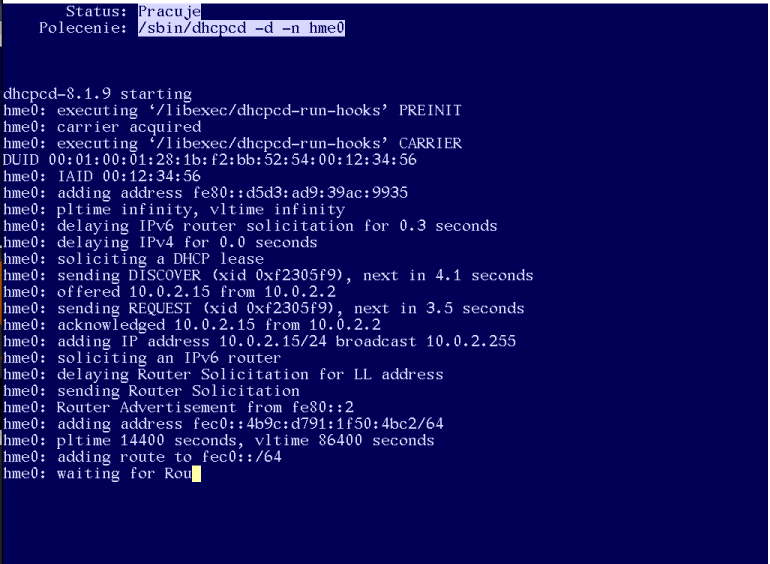 Status: Pracuje
Polecenie: /sbin/dhcpcd -d -n hme0
dhcpcd-8.1.9 starting
hme0: executing ‘/libexec/dhcpcd-run-hooks’ PREINIT
hme0: carrier acquired
hme0: executing ‘/libexec/dhcpcd-run-hooks’ CARRIER
DUID 00:01:00:01:28:1b:f2:bb:52:54:00:12:34:56
hme0: IAID 00:12:34:56
hme0: adding address fe80::d5d3:ad9:39ac:9935
hme0: pltime infinity, vltime infinity
hme0: delaying IPv6 router solicitation for 0.3 seconds
hme0: delaying IPv4 for 0.0 seconds
hme0: soliciting a DHCP lease
hme0: sending DISCOVER (xid 0xf2305f9), next in 4.1 seconds
hme0: offered 10.0.2.15 from 10.0.2.2
hme0: sending REQUEST (xid 0xf2305f9), next in 3.5 seconds
hme0: acknowledged 10.0.2.15 from 10.0.2.2
hme0: adding IP address 10.0.2.15/24 broadcast 10.0.2.255
hme0: soliciting an IPv6 router
hme0: delaying Router Solicitation for LL address
hme0: sending Router Solicitation
hme0: Router Advertisement from fe80::2
hme0: adding address fec0::4b9c:d791:1f50:4bc2/64
hme0: pltime 14400 seconds, vltime 86400 seconds
hme0: adding route to fec0::/64
hme0: waiting for Rou